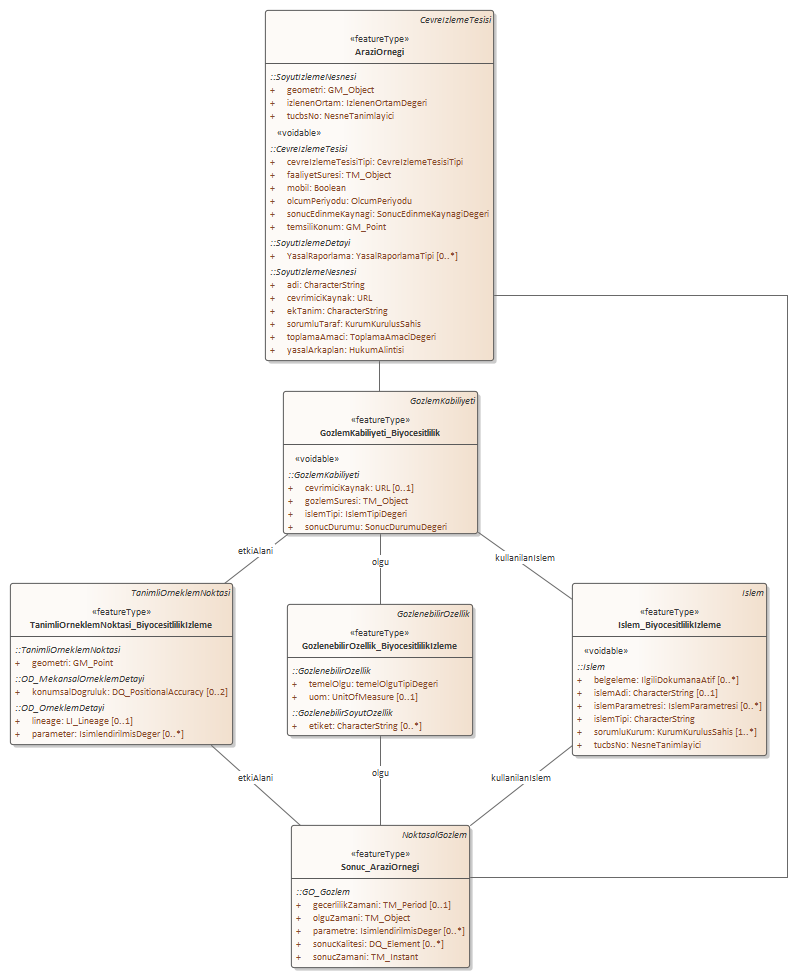 CevreIzlemeTesisi
«featureType»
AraziOrnegi
::SoyutIzlemeNesnesi
+ geometri: GM_Object
+ izlenenOrtam: IzlenenOrtamDegeri
+ tucbsNo: NesneTanimlayici
«voidable»
::CevreIzlemeTesisi
+ cevreIzlemeTesisiTipi: CevreIzlemeTesisiTipi
+ faaliyetSuresi: TM_Object
+ mobil: Boolean
+ olcumPeriyodu: OlcumPeriyodu
+ sonucEdinmeKaynagi: SonucEdinmeKaynagiDegeri
+ temsiliKonum: GM_Point
::SoyutIzlemeDetayi
+ YasalRaporlama: YasalRaporlamaTipi [0..*]
::SoyutIzlemeNesnesi
+ adi: CharacterString
+ cevrimiciKaynak: URL
+ ekTanim: CharacterString
+ sorumluTaraf: KurumKurulusSahis
+ toplamaAmaci: ToplamaAmaciDegeri
+ yasalArkaplan: HukumAlintisi
GozlemKabiliyeti
«featureType»
GozlemKabiliyeti_Biyocesitlilik
«voidable»
::GozlemKabiliyeti
+ cevrimiciKaynak: URL [0..1]
+ gozlemSuresi: TM_Object
+ islemTipi: IslemTipiDegeri
+ sonucDurumu: SonucDurumuDegeri
etkiAlani
olgu
kullanilanIslem
TanimliOrneklemNoktasi
«featureType»
TanimliOrneklemNoktasi_BiyocesitlilikIzleme
::TanimliOrneklemNoktasi
+ geometri: GM_Point
::OD_MekansalOrneklemDetayi
+ konumsalDogruluk: DQ_PositionalAccuracy [0..2]
::OD_OrneklemDetayi
+ lineage: LI_Lineage [0..1]
+ parameter: IsimlendirilmisDeger [0..*]
GozlenebilirOzellik
«featureType»
GozlenebilirOzellik_BiyocesitlilikIzleme
::GozlenebilirOzellik
+ temelOlgu: temelOlguTipiDegeri
+ uom: UnitOfMeasure [0..1]
::GozlenebilirSoyutOzellik
+ etiket: CharacterString [0..*]
Islem
«featureType»
Islem_BiyocesitlilikIzleme
«voidable»
::Islem
+ belgeleme: IlgiliDokumanaAtif [0..*]
+ islemAdi: CharacterString [0..1]
+ islemParametresi: IslemParametresi [0..*]
+ islemTipi: CharacterString
+ sorumluKurum: KurumKurulusSahis [1..*]
+ tucbsNo: NesneTanimlayici
etkiAlani
olgu
kullanilanIslem
NoktasalGozlem
«featureType»
Sonuc_AraziOrnegi
::GO_Gozlem
+ gecerlilikZamani: TM_Period [0..1]
+ olguZamani: TM_Object
+ parametre: IsimlendirilmisDeger [0..*]
+ sonucKalitesi: DQ_Element [0..*]
+ sonucZamani: TM_Instant